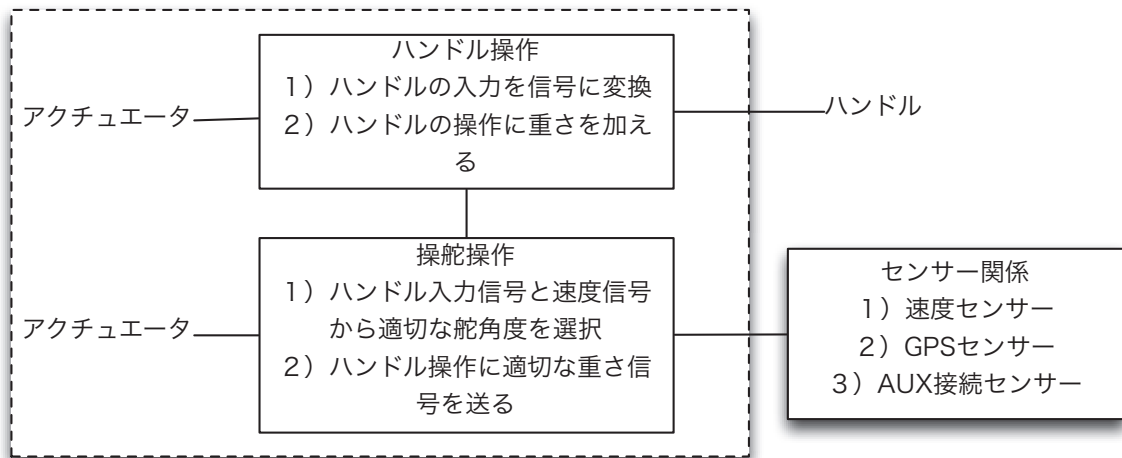 ハンドル操作
1）ハンドルの入力を信号に変換
2）ハンドルの操作に重さを加え
る
アクチュエータ
ハンドル
操舵操作
1）ハンドル入力信号と速度信号
から適切な舵角度を選択
2）ハンドル操作に適切な重さ信
号を送る
アクチュエータ
センサー関係
1）速度センサー
2）GPSセンサー
3）AUX接続センサー